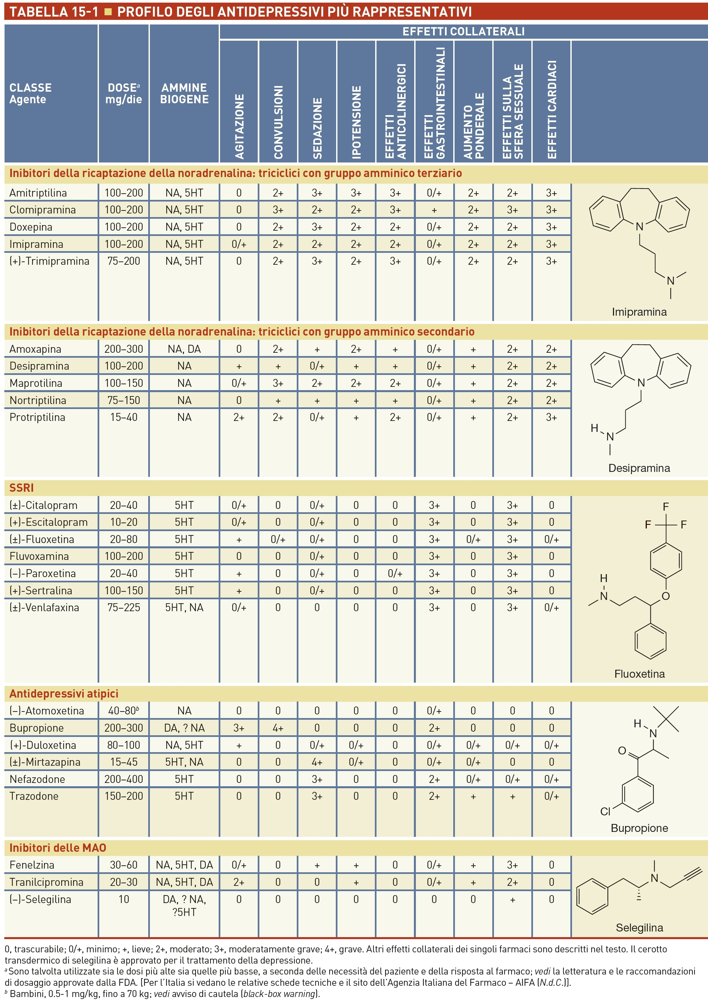 TABELLA 15-1 ■ PROFILO DEGLI ANTIDEPRESSIVI PIÙ RAPPRESENTATIVI
EFFETTI COLLATERALI
CLASSE
Agente
DOSEᵃ
mg/die
AMMINE
BIOGENE
AGITAZIONE
CONVULSIONI
SEDAZIONE
IPOTENSIONE
EFFETTI
ANTICOLINERGICI
EFFETTI
GASTROINTESTINALI
AUMENTO
PONDERALE
EFFETTI SULLA
SFERA SESSUALE
EFFETTI CARDIACI
Inibitori della ricaptazione della noradrenalina: triciclici con gruppo amminico terziario
Amitriptilina 100–200 NA, 5HT 0 2+ 3+ 3+ 3+ 0/+ 2+ 2+ 3+
Clomipramina 100–200 NA, 5HT 0 3+ 2+ 2+ 3+ + 2+ 3+ 3+
Doxepina 100–200 NA, 5HT 0 2+ 3+ 2+ 2+ 0/+ 2+ 2+ 3+
Imipramina 100–200 NA, 5HT 0/+ 2+ 2+ 2+ 2+ 0/+ 2+ 2+ 3+
(+)-Trimipramina 75–200 NA, 5HT 0 2+ 3+ 2+ 3+ 0/+ 2+ 2+ 3+
N
N
Imipramina
Inibitori della ricaptazione della noradrenalina: triciclici con gruppo amminico secondario
Amoxapina 200–300 NA, DA 0 2+ + 2+ + 0/+ + 2+ 2+
Desipramina 100–200 NA + + 0/+ + + 0/+ + 2+ 2+
Maprotilina 100–150 NA 0/+ 3+ 2+ 2+ 2+ 0/+ + 2+ 2+
Nortriptilina 75–150 NA 0 + + + + 0/+ + 2+ 2+
Protriptilina 15–40 NA 2+ 2+ 0/+ + 2+ 0/+ + 2+ 3+
N
H
N
Desipramina
SSRI
(±)-Citalopram 20–40 5HT 0/+ 0 0/+ 0 0 3+ 0 3+ 0
(+)-Escitalopram 10–20 5HT 0/+ 0 0/+ 0 0 3+ 0 3+ 0
(±)-Fluoxetina 20–80 5HT + 0/+ 0/+ 0 0 3+ 0/+ 3+ 0/+
Fluvoxamina 100–200 5HT 0 0 0/+ 0 0 3+ 0 3+ 0
(–)-Paroxetina 20–40 5HT + 0 0/+ 0 0/+ 3+ 0 3+ 0
(+)-Sertralina 100–150 5HT + 0 0/+ 0 0 3+ 0 3+ 0
(±)-Venlafaxina 75–225 5HT, NA 0/+ 0 0 0 0 3+ 0 3+ 0/+
F
F F
H
N
O
Fluoxetina
Antidepressivi atipici
(–)-Atomoxetina 40–80ᵇ NA 0 0 0 0 0 0/+ 0 0 0
Bupropione 200–300 DA, ? NA 3+ 4+ 0 0 0 2+ 0 0 0
(+)-Duloxetina 80–100 NA, 5HT + 0 0/+ 0/+ 0 0/+ 0/+ 0/+ 0/+
(±)-Mirtazapina 15–45 5HT, NA 0 0 4+ 0/+ 0 0/+ 0/+ 0 0
Nefazodone 200–400 5HT 0 0 3+ 0 0 2+ 0/+ 0/+ 0/+
Trazodone 150–200 5HT 0 0 3+ 0 0 2+ + + 0/+
H
N
O
Cl
Bupropione
Inibitori delle MAO
Fenelzina 30–60 NA, 5HT, DA 0/+ 0 + + 0 0/+ + 3+ 0
Tranilcipromina 20–30 NA, 5HT, DA 2+ 0 0 + 0 0/+ + 2+ 0
(–)-Selegilina 10 DA, ? NA, 0 0 0 0 0 0 0 + 0
?5HT
N
Selegilina
0, trascurabile; 0/+, minimo; +, lieve; 2+, moderato; 3+, moderatamente grave; 4+, grave. Altri effetti collaterali dei singoli farmaci sono descritti nel testo. Il cerotto
transdermico di selegilina è approvato per il trattamento della depressione.
ᵃ Sono talvolta utilizzate sia le dosi più alte sia quelle più basse, a seconda delle necessità del paziente e della risposta al farmaco; vedi la letteratura e le raccomandazioni
di dosaggio approvate dalla FDA. [Per l'Italia si vedano le relative schede tecniche e il sito dell'Agenzia Italiana del Farmaco – AIFA (N.d.C.)].
ᵇ Bambini, 0.5-1 mg/kg, fino a 70 kg; vedi avviso di cautela (black-box warning).